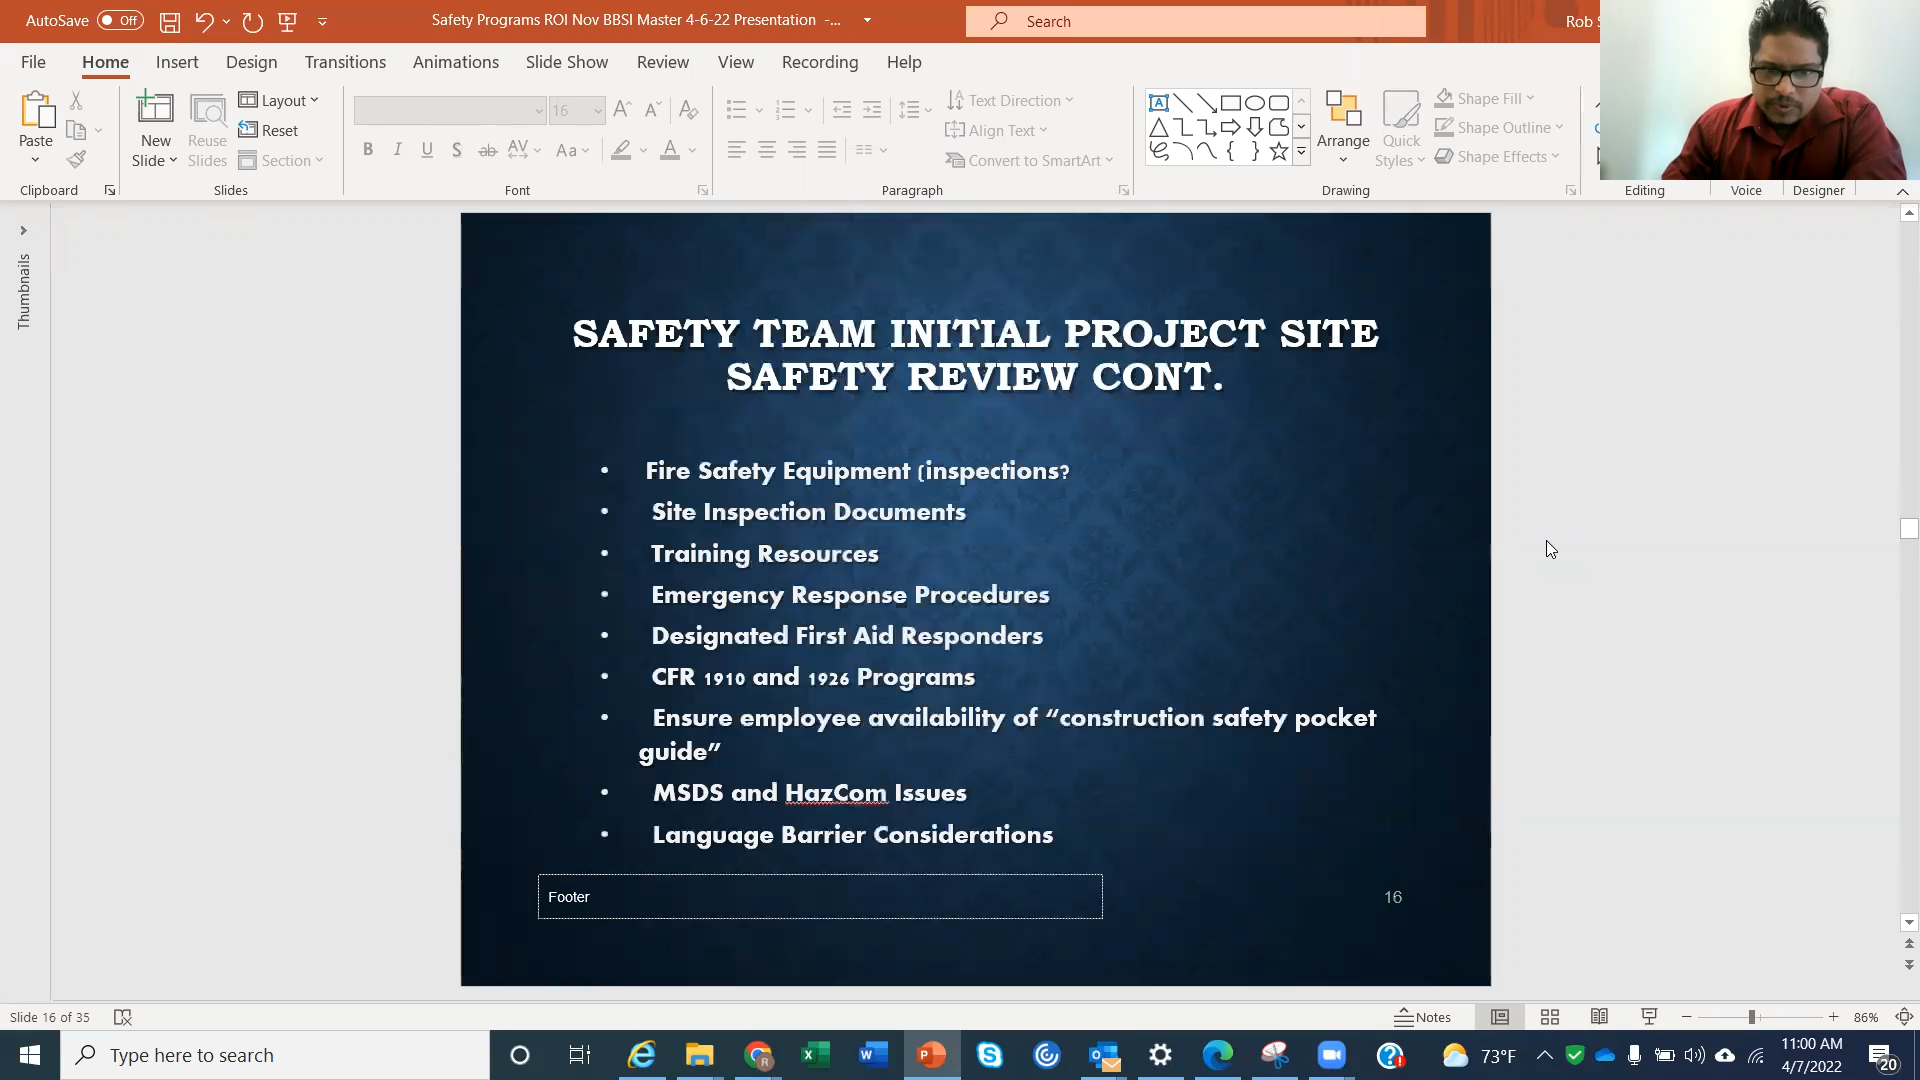 AutoSave Off Safety Programs ROI Nov BBSI Master 4-6-22 Presentation -... Search Rob S
File Home Insert Design Transitions Animations Slide Show Review View Recording Help
Paste
New Slide
Reuse Slides
Layout
Reset
Section
16
B I U S ab AV Aa A
Text Direction
Align Text
Convert to SmartArt
Arrange
Quick Styles
Shape Fill
Shape Outline
Shape Effects
Clipboard Slides Font Paragraph Drawing Editing Voice Designer
Thumbnails
SAFETY TEAM INITIAL PROJECT SITE
SAFETY REVIEW CONT.
• Fire Safety Equipment (inspections?
• Site Inspection Documents
• Training Resources
• Emergency Response Procedures
• Designated First Aid Responders
• CFR 1910 and 1926 Programs
• Ensure employee availability of “construction safety pocket
guide”
• MSDS and HazCom Issues
• Language Barrier Considerations
Footer 16
Slide 16 of 35 Notes 86%
Type here to search 73°F 11:00 AM
4/7/2022 20